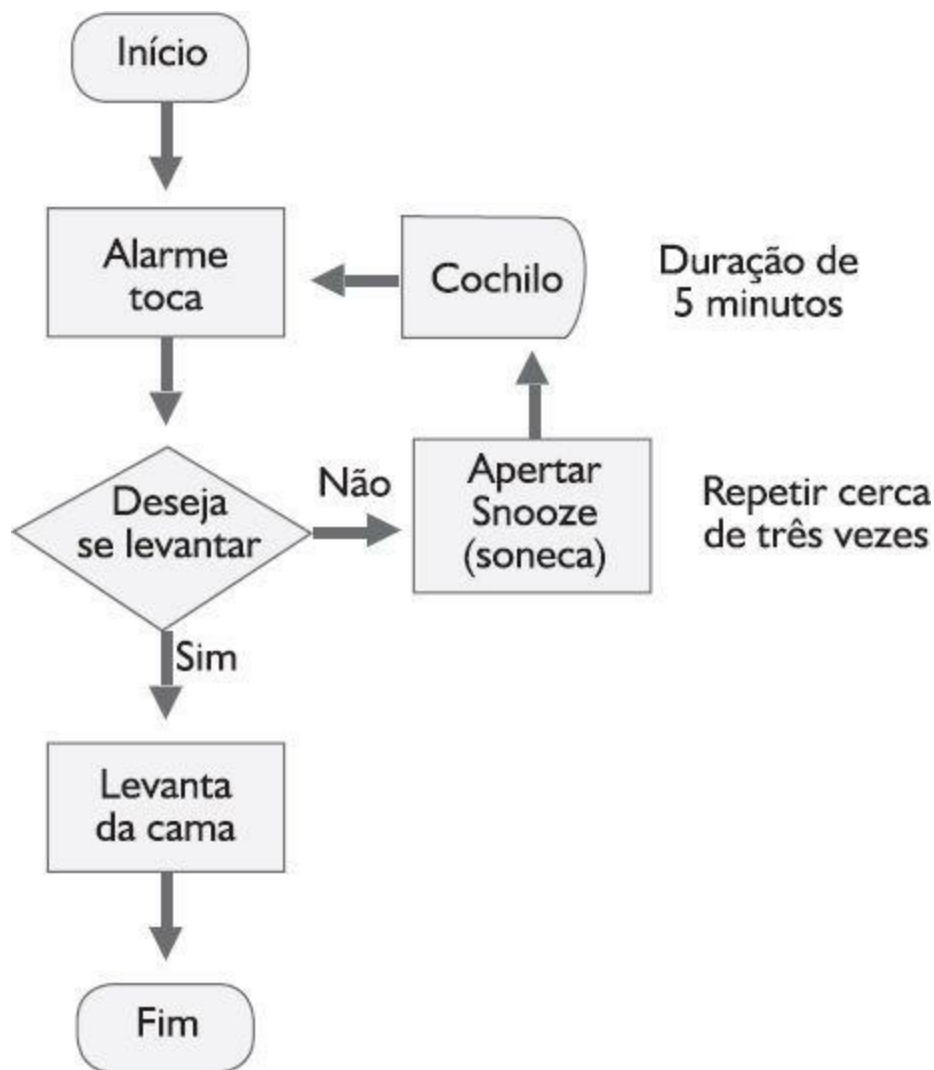 Início
Alarme
toca
Cochilo
Duração de
5 minutos
Deseja
se levantar
Não
Apertar
Snooze
(soneca)
Repetir cerca
de três vezes
Sim
Levanta
da cama
Fim